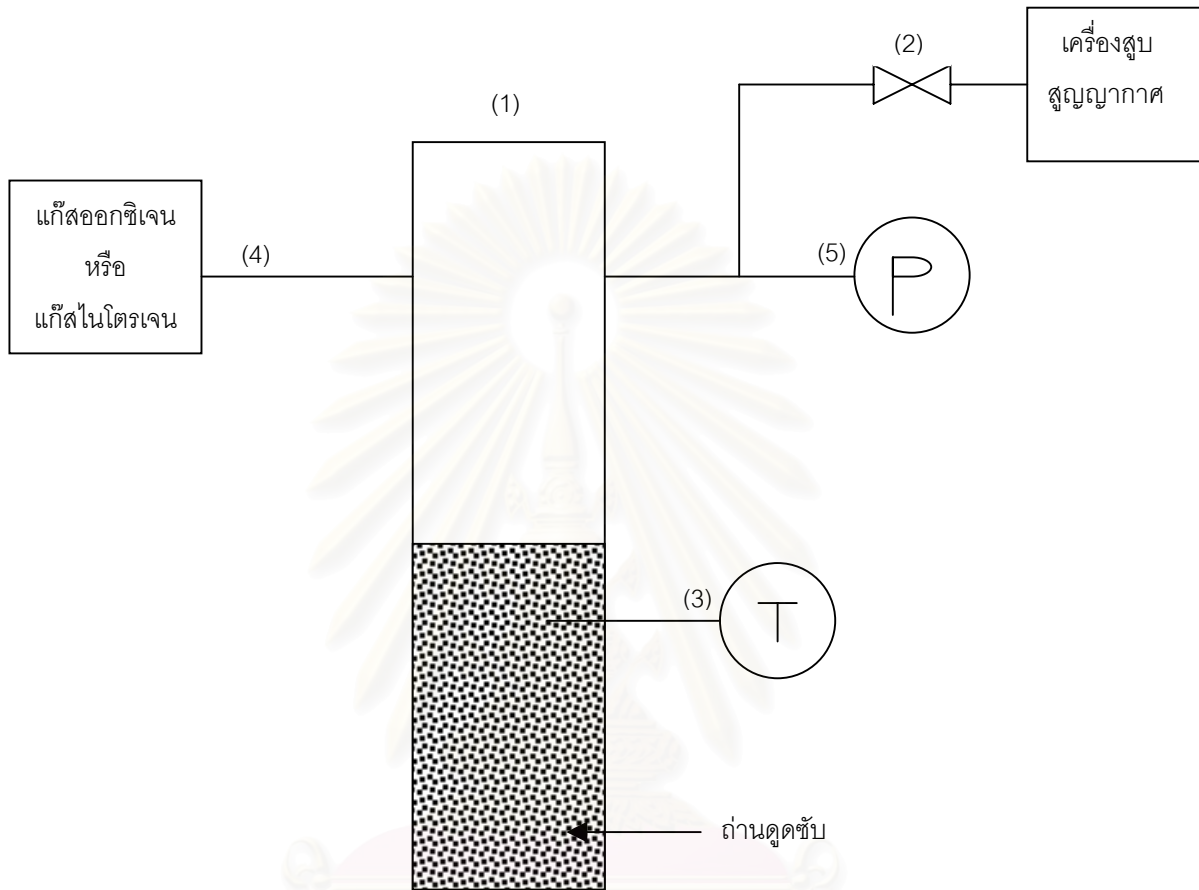 (2)
เครื่องสูบ
สูญญากาศ
(1)
แก๊สออกซิเจน
หรือ
แก๊สไนโตรเจน
(4)
(5)
P
(3)
T
ถ่านดูดซับ